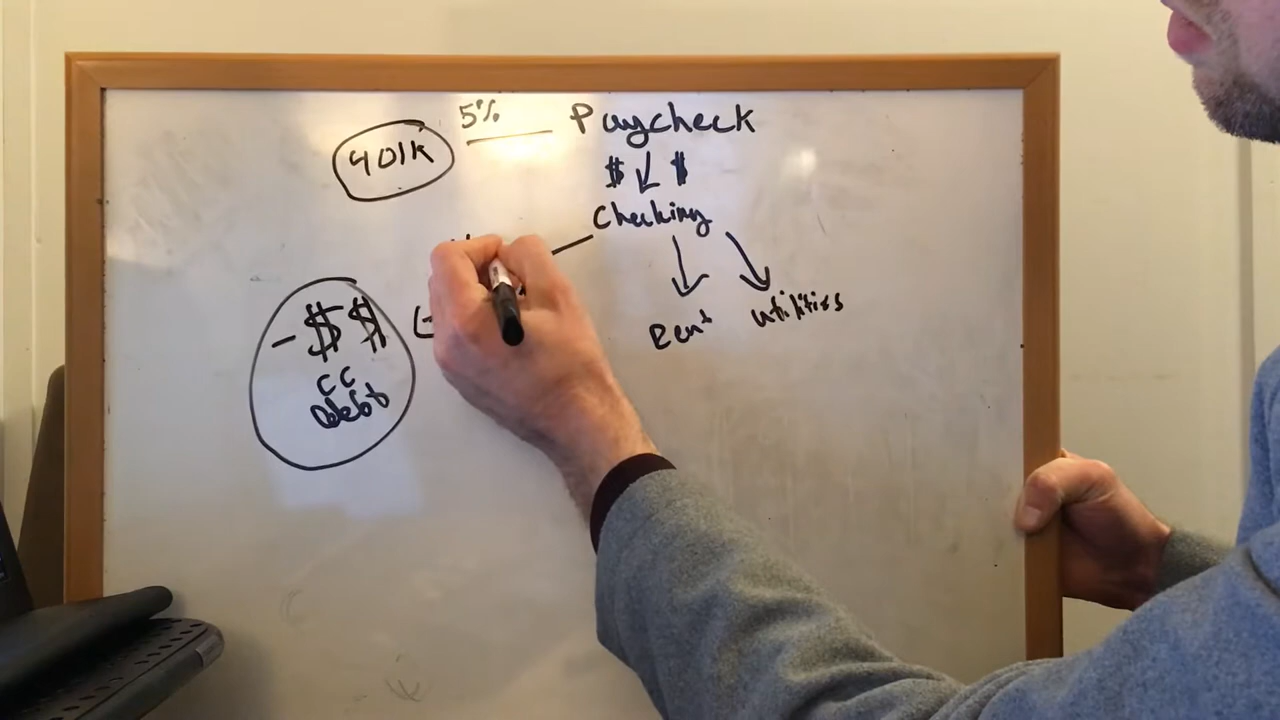 5% Paycheck
401k
$ $
Checking
Rent utilities
- $ $
CC
debt